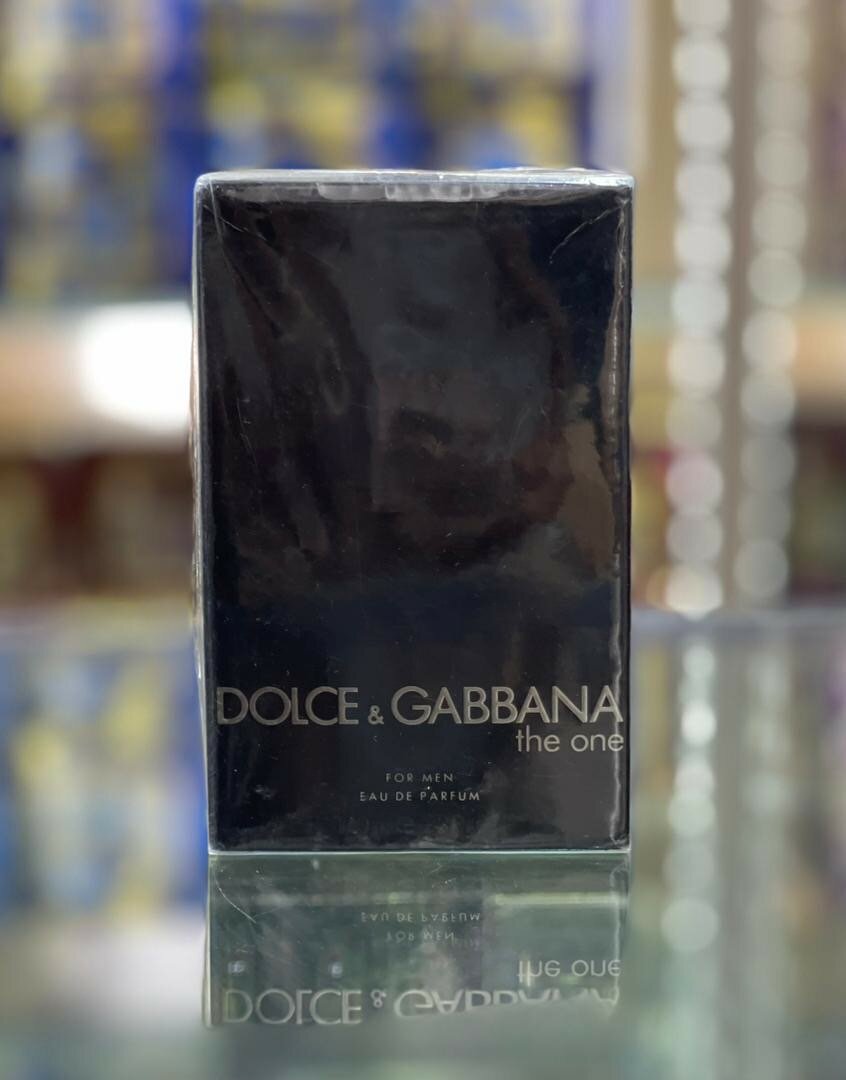 DOLCE & GABBANA
the one
FOR MEN
EAU DE PARFUM